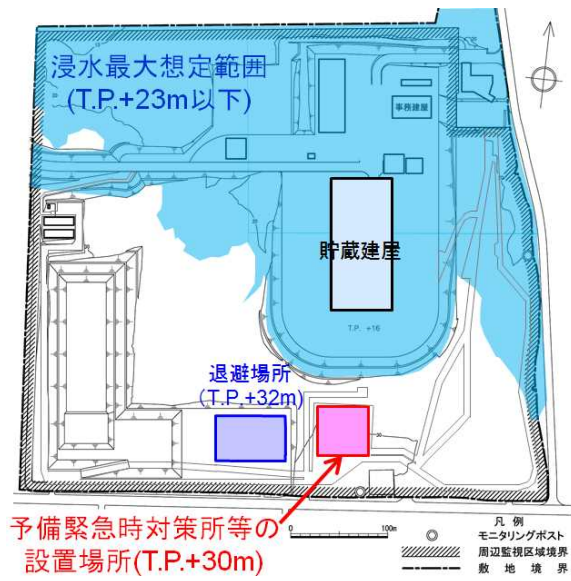 浸水最大想定範囲
(T.P.+23m以下)
事務建屋
貯蔵建屋
T.P. +16
退避場所
(T.P.+32m)
予備緊急時対策所等の
設置場所(T.P.+30m)
0 100m
凡例
モニタリングポスト
周辺監視区域境界
敷地境界